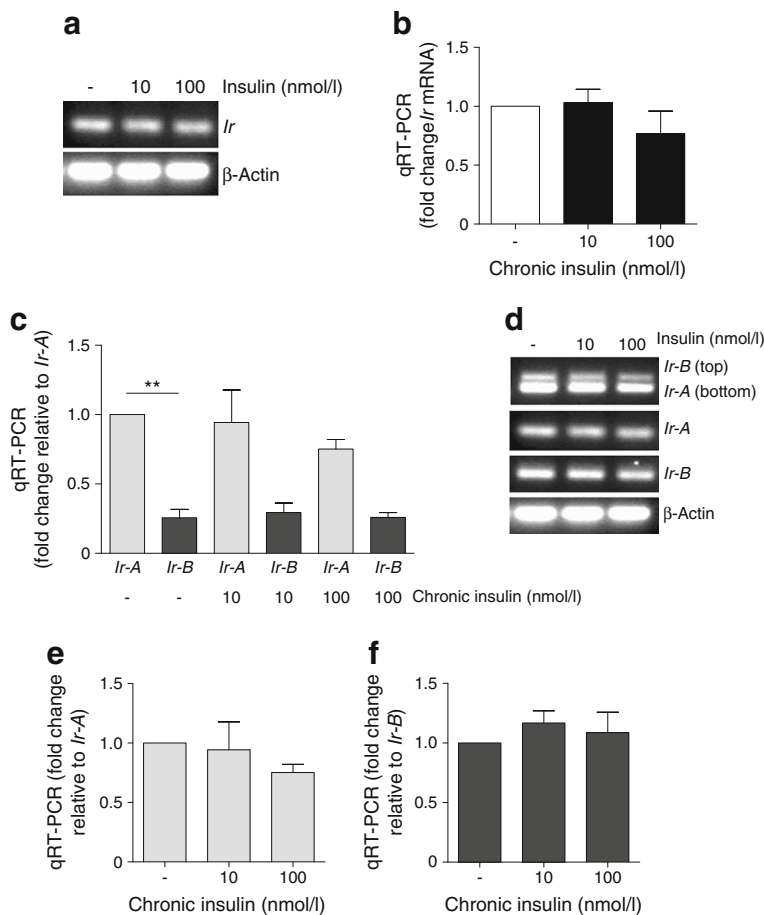 a
- 10 100 Insulin (nmol/l)
Ir
β-Actin
b
qRT-PCR
(fold change Ir mRNA)
1.5
1.0
0.5
0
- 10 100
Chronic insulin (nmol/l)
c
qRT-PCR
(fold change relative to Ir-A)
1.5
1.0
0.5
0
**
Ir-A Ir-B Ir-A Ir-B Ir-A Ir-B
- - 10 10 100 100 Chronic insulin (nmol/l)
d
- 10 100 Insulin (nmol/l)
Ir-B (top)
Ir-A (bottom)
Ir-A
Ir-B
β-Actin
e
qRT-PCR (fold change
relative to Ir-A)
1.5
1.0
0.5
0
- 10 100
Chronic insulin (nmol/l)
f
qRT-PCR (fold change
relative to Ir-B)
1.5
1.0
0.5
0
- 10 100
Chronic insulin (nmol/l)